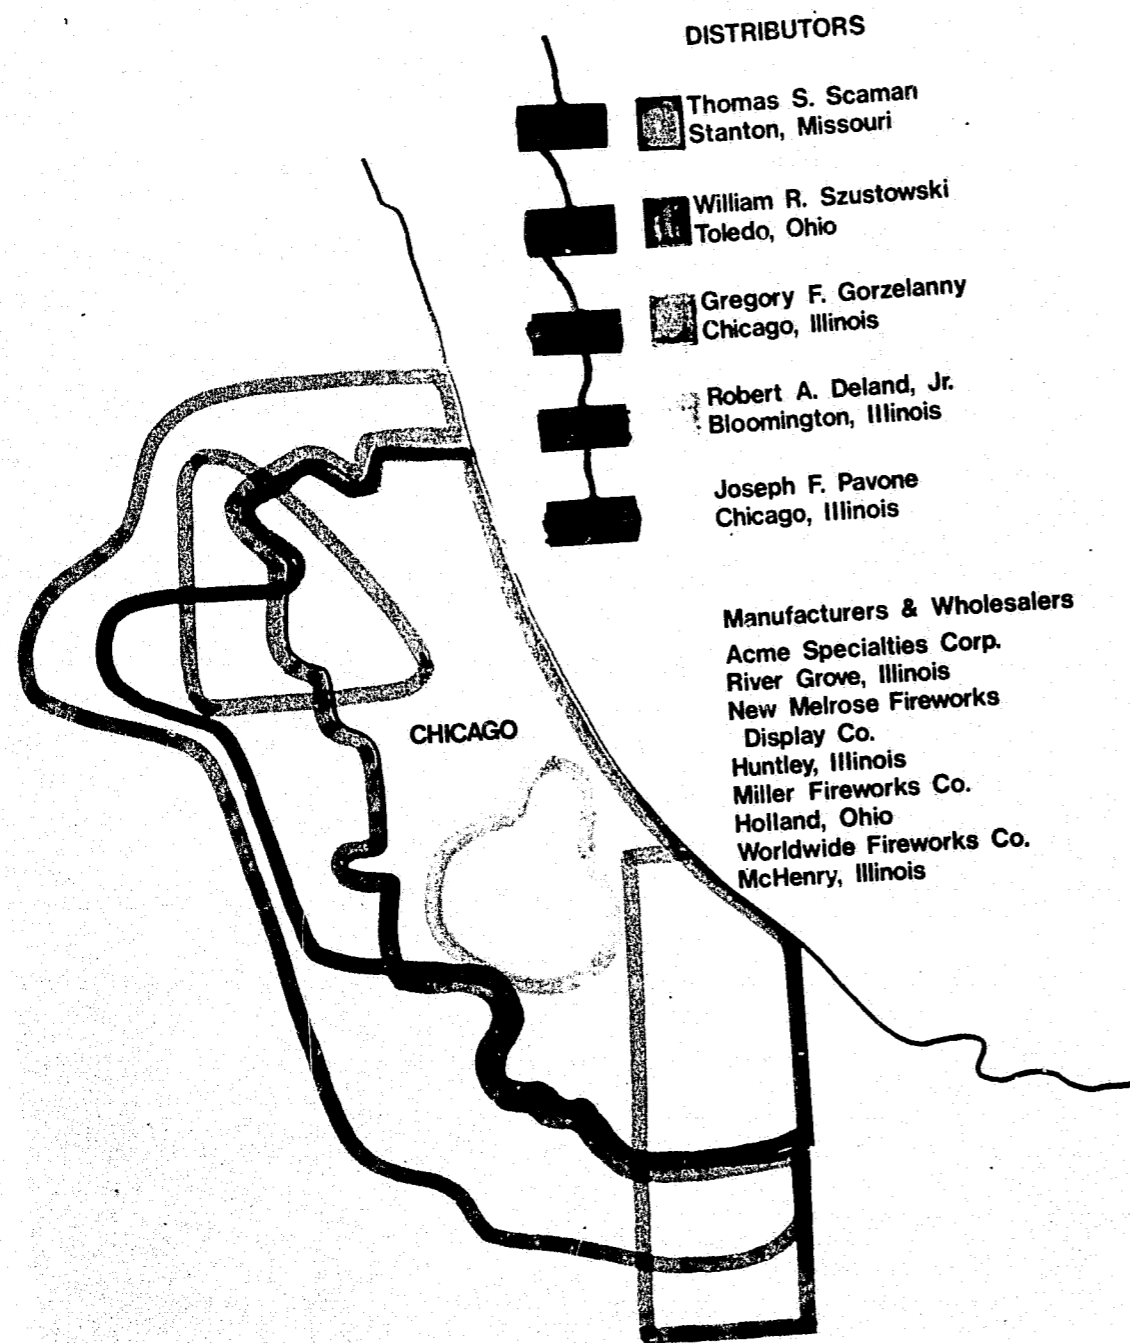 DISTRIBUTORS
Thomas S. Scaman
Stanton, Missouri
William R. Szustowski
Toledo, Ohio
Gregory F. Gorzelanny
Chicago, Illinois
Robert A. Deland, Jr.
Bloomington, Illinois
Joseph F. Pavone
Chicago, Illinois
CHICAGO
Manufacturers & Wholesalers
Acme Specialties Corp.
River Grove, Illinois
New Melrose Fireworks
Display Co.
Huntley, Illinois
Miller Fireworks Co.
Holland, Ohio
Worldwide Fireworks Co.
McHenry, Illinois